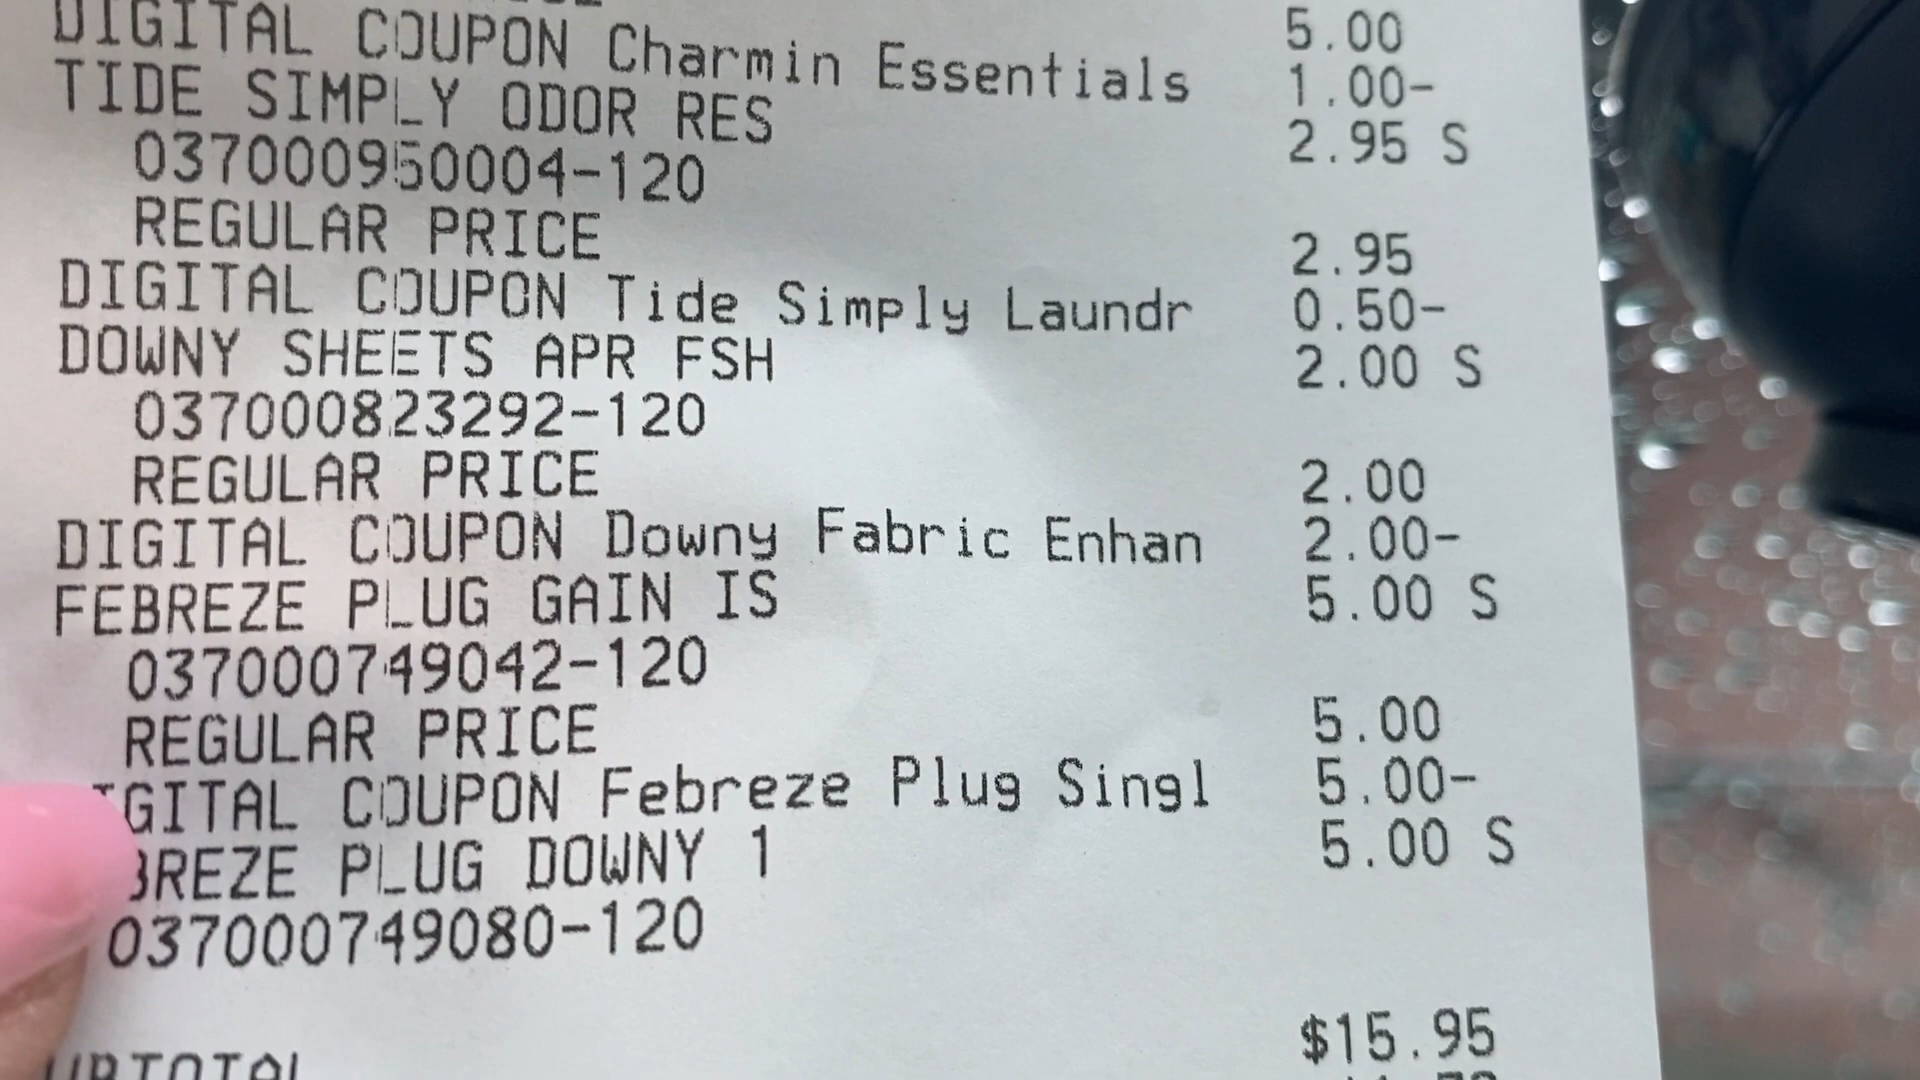 5.00
DIGITAL COUPON Charmin Essentials 1.00-
TIDE SIMPLY ODOR RES 2.95 S
037000950004-120
REGULAR PRICE 2.95
DIGITAL COUPON Tide Simply Laundr 0.50-
DOWNY SHEETS APR FSH 2.00 S
037000823292-120
REGULAR PRICE 2.00
DIGITAL COUPON Downy Fabric Enhan 2.00-
FEBREZE PLUG GAIN IS 5.00 S
037000749042-120
REGULAR PRICE 5.00
IGITAL COUPON Febreze Plug Singl 5.00-
BREZE PLUG DOWNY 1 5.00 S
037000749080-120
UBTOTAL $15.95